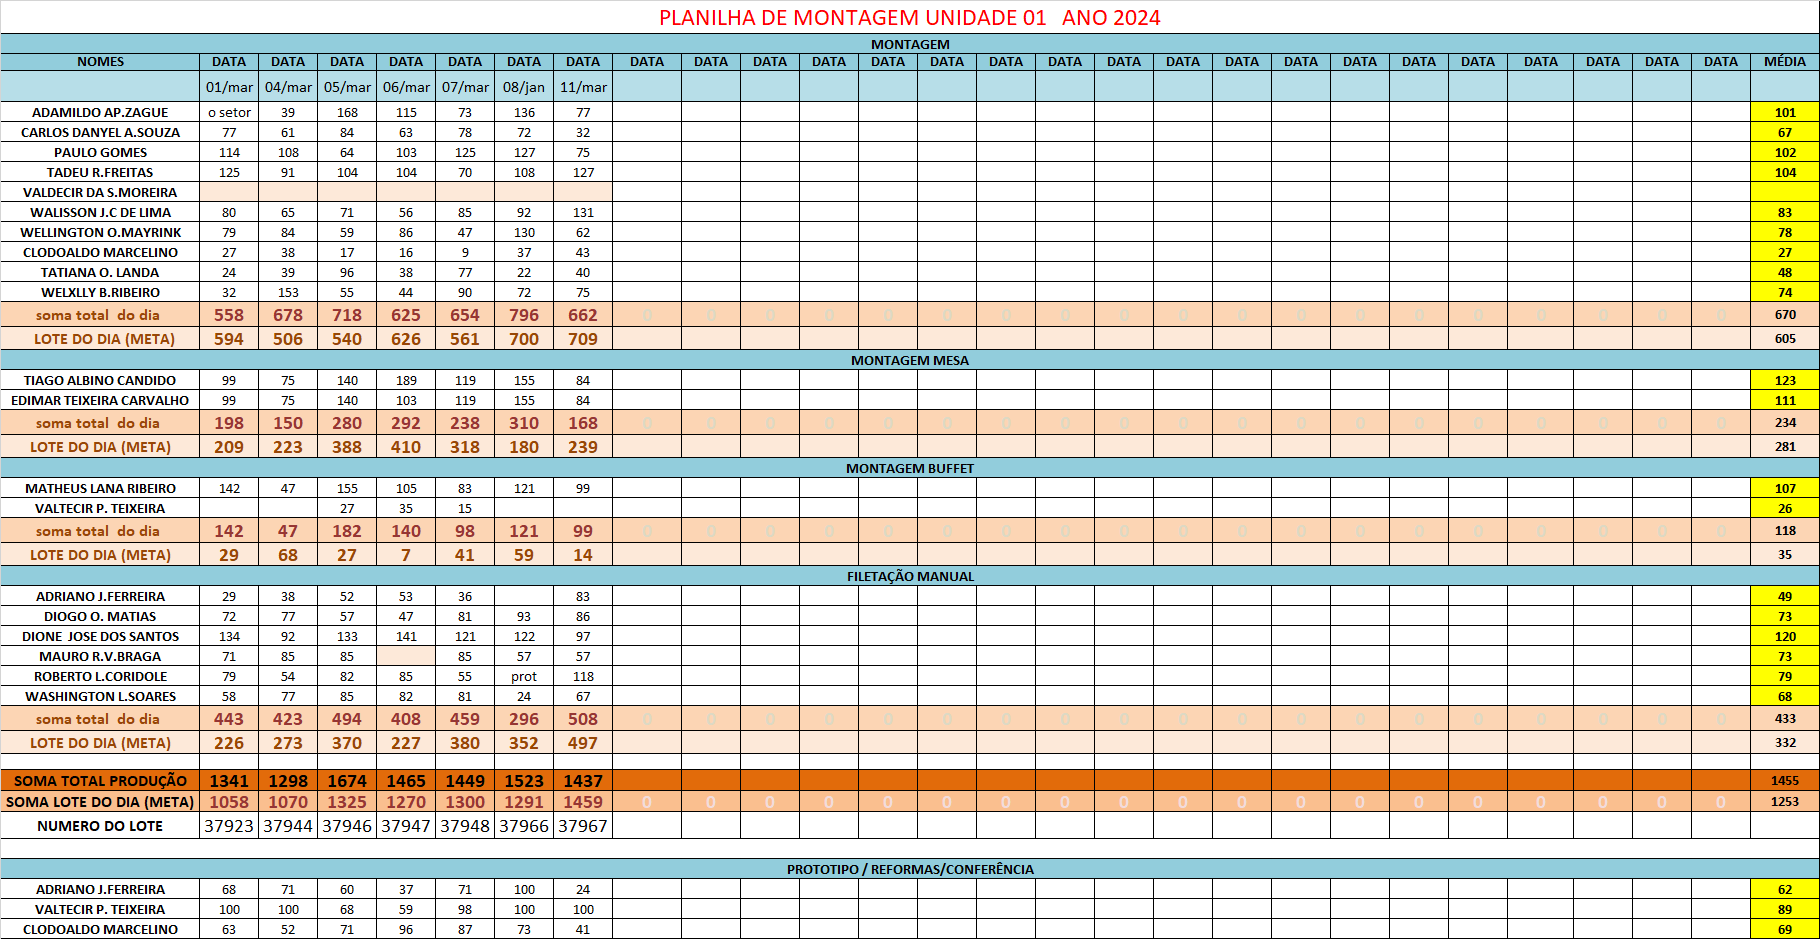 PLANILHA DE MONTAGEM UNIDADE 01 ANO 2024
MONTAGEM
NOMES DATA DATA DATA DATA DATA DATA DATA DATA DATA DATA DATA DATA DATA DATA DATA DATA DATA DATA DATA DATA DATA DATA DATA DATA DATA DATA MÉDIA
01/mar 04/mar 05/mar 06/mar 07/mar 08/jan 11/mar
ADAMILDO AP.ZAGUE o setor 39 168 115 73 136 77 101
CARLOS DANYEL A.SOUZA 77 61 84 63 78 72 32 67
PAULO GOMES 114 108 64 103 125 127 75 102
TADEU R.FREITAS 125 91 104 104 70 108 127 104
VALDECIR DA S.MOREIRA
WALISSON J.C DE LIMA 80 65 71 56 85 92 131 83
WELLINGTON O.MAYRINK 79 84 59 86 47 130 62 78
CLODOALDO MARCELINO 27 38 17 16 9 37 43 27
TATIANA O. LANDA 24 39 96 38 77 22 40 48
WELXLLY B.RIBEIRO 32 153 55 44 90 72 75 74
soma total do dia 558 678 718 625 654 796 662 0 0 0 0 0 0 0 0 0 0 0 0 0 0 0 0 0 0 0 670
LOTE DO DIA (META) 594 506 540 626 561 700 709 605
MONTAGEM MESA
TIAGO ALBINO CANDIDO 99 75 140 189 119 155 84 123
EDIMAR TEIXEIRA CARVALHO 99 75 140 103 119 155 84 111
soma total do dia 198 150 280 292 238 310 168 0 0 0 0 0 0 0 0 0 0 0 0 0 0 0 0 0 0 0 234
LOTE DO DIA (META) 209 223 388 410 318 180 239 281
MONTAGEM BUFFET
MATHEUS LANA RIBEIRO 142 47 155 105 83 121 99 107
VALTECIR P. TEIXEIRA 27 35 15 26
soma total do dia 142 47 182 140 98 121 99 0 0 0 0 0 0 0 0 0 0 0 0 0 0 0 0 0 0 0 118
LOTE DO DIA (META) 29 68 27 7 41 59 14 35
FILETAÇÃO MANUAL
ADRIANO J.FERREIRA 29 38 52 53 36 83 49
DIOGO O. MATIAS 72 77 57 47 81 93 86 73
DIONE JOSE DOS SANTOS 134 92 133 141 121 122 97 120
MAURO R.V.BRAGA 71 85 85 85 57 57 73
ROBERTO L.CORIDOLE 79 54 82 85 55 prot 118 79
WASHINGTON L.SOARES 58 77 85 82 81 24 67 68
soma total do dia 443 423 494 408 459 296 508 0 0 0 0 0 0 0 0 0 0 0 0 0 0 0 0 0 0 0 433
LOTE DO DIA (META) 226 273 370 227 380 352 497 332
SOMA TOTAL PRODUÇÃO 1341 1298 1674 1465 1449 1523 1437 1455
SOMA LOTE DO DIA (META) 1058 1070 1325 1270 1300 1291 1459 0 0 0 0 0 0 0 0 0 0 0 0 0 0 0 0 0 0 0 1253
NUMERO DO LOTE 37923 37944 37946 37947 37948 37966 37967
PROTOTIPO / REFORMAS/CONFERÊNCIA
ADRIANO J.FERREIRA 68 71 60 37 71 100 24 62
VALTECIR P. TEIXEIRA 100 100 68 59 98 100 100 89
CLODOALDO MARCELINO 63 52 71 96 87 73 41 69